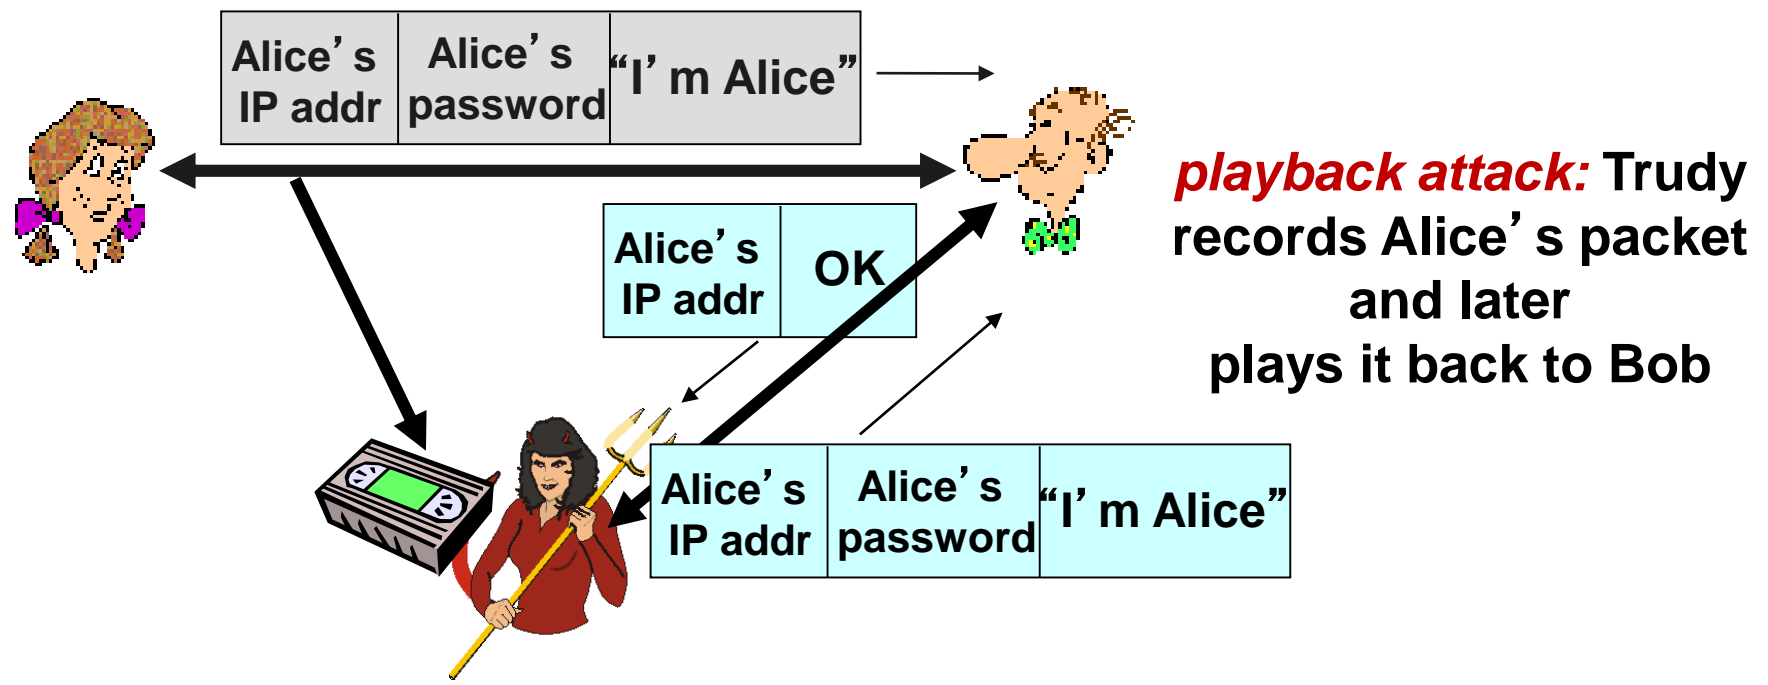 Alice’s
IP addr
Alice’s
password
“I’m Alice”
playback attack: Trudy
records Alice’s packet
and later
plays it back to Bob
Alice’s
IP addr
OK
Alice’s
IP addr
Alice’s
password
“I’m Alice”